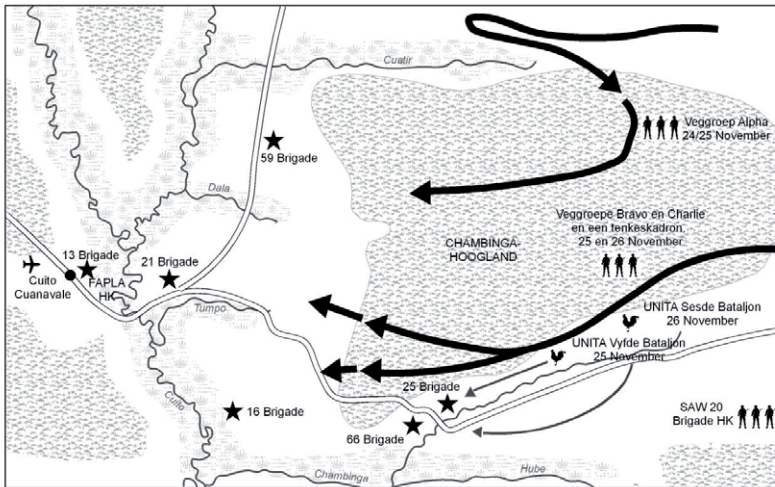 Cuatir
Veggroep Alpha
24/25 November
59 Brigade
Dala
Veggroepe Bravo en Charlie
en een tenkeskadron
25 en 26 November
CHAMBINGA-
HOOGLAND
13 Brigade
FAPLA
HK
21 Brigade
Cuito
Cuanavale
Tumpo
UNITA Sesde Bataljon
26 November
UNITA Vyfde Bataljon
25 November
25 Brigade
Cuito
16 Brigade
66 Brigade
SAW 20
Brigade HK
Chambinga
Hube